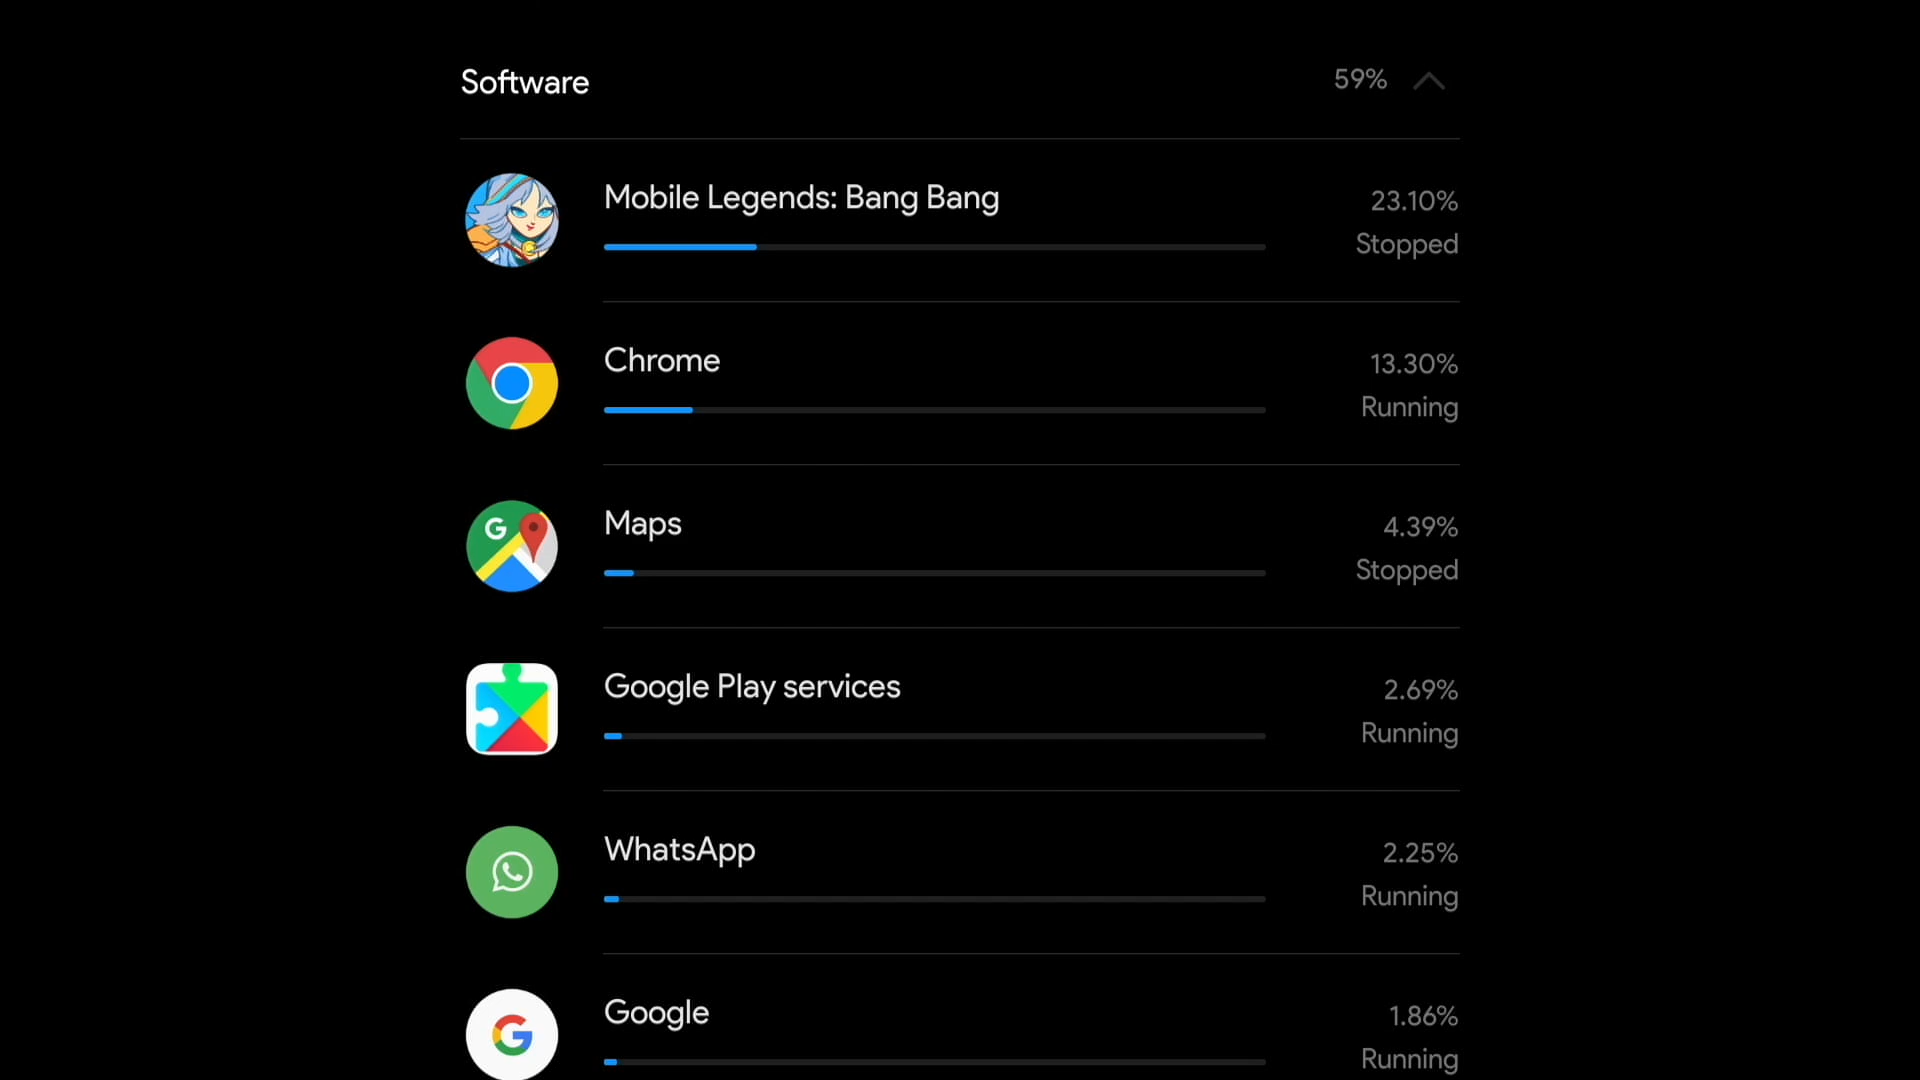 Software
59%
Mobile Legends: Bang Bang
23.10%
Stopped
Chrome
13.30%
Running
G
Maps
4.39%
Stopped
Google Play services
2.69%
Running
WhatsApp
2.25%
Running
G
Google
1.86%
Running